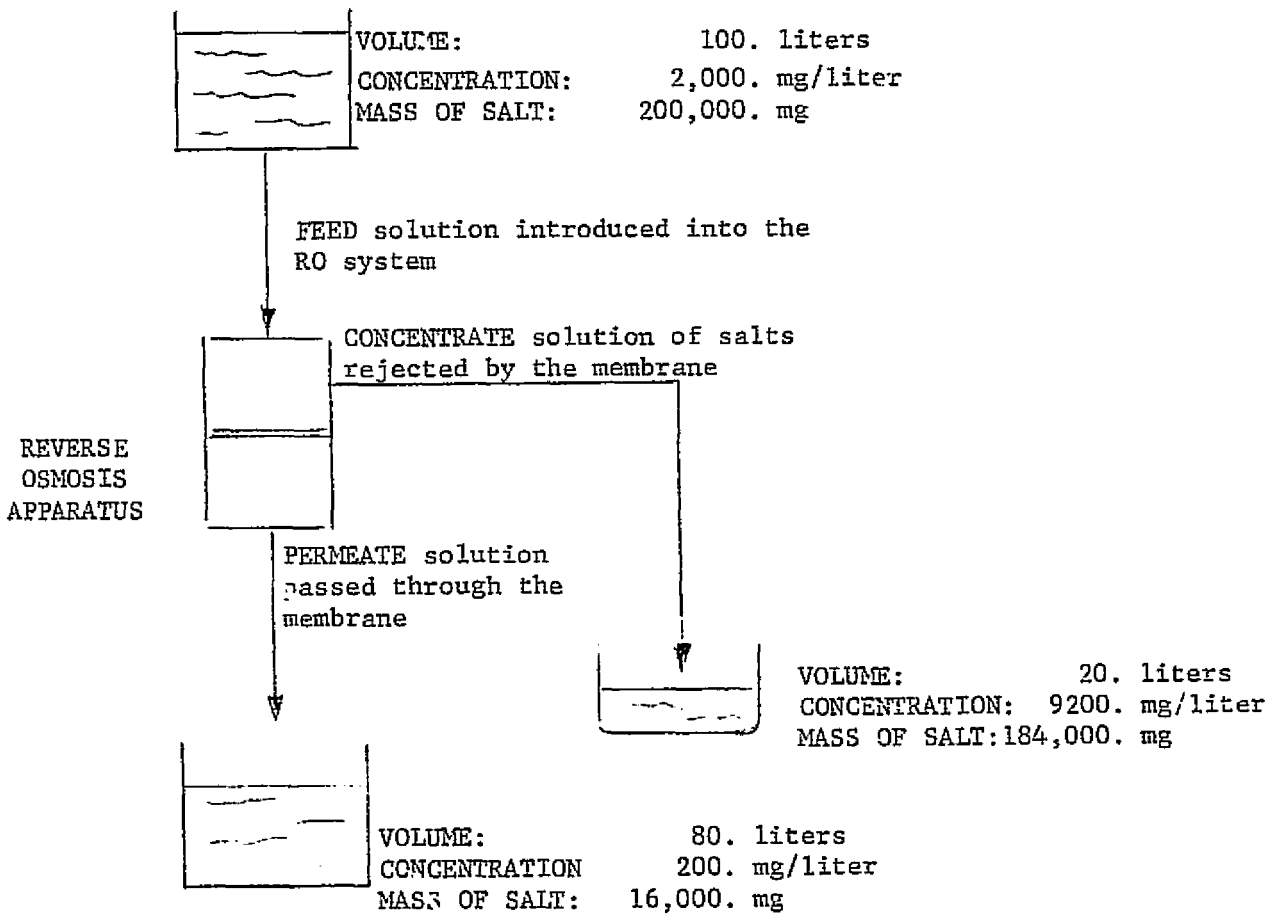 VOLUME: 100. liters
CONCENTRATION: 2,000. mg/liter
MASS OF SALT: 200,000. mg
FEED solution introduced into the
RO system
CONCENTRATE solution of salts
rejected by the membrane
REVERSE
OSMOSIS
APPARATUS
PERMEATE solution
passed through the
membrane
VOLUME: 20. liters
CONCENTRATION: 9200. mg/liter
MASS OF SALT:184,000. mg
VOLUME: 80. liters
CONCENTRATION 200. mg/liter
MASS OF SALT: 16,000. mg